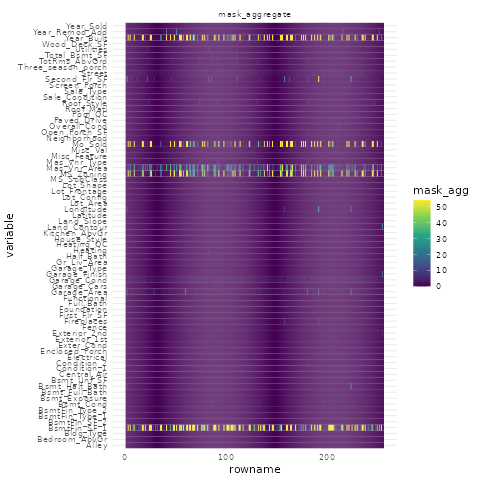 mask_aggregate
Year_Sold
Year_Remod_Add
Year_Built
Wood_Deck_SF
Utilities
Total_Bsmt_SF
TotRms_AbvGrd
Three_season_porch
Street
Second_Flr_SF
Screen_Porch
Sale_Type
Sale_Condition
Roof_Style
Roof_Matl
Pool_QC
Paved_Drive
Overall_Cond
Open_Porch_SF
Neighborhood
Mo_Sold
Misc_Val
Misc_Feature
Mas_Vnr_Type
Mas_Vnr_Area
MS_Zoning
MS_SubClass
Lot_Shape
Lot_Frontage
Lot_Config
Lot_Area
Longitude
Latitude
Land_Slope
Land_Contour
Kitchen_AbvGr
House_Style
Heating_QC
Heating
Half_Bath
Gr_Liv_Area
Garage_Type
Garage_Finish
Garage_Cond
Garage_Cars
Garage_Area
Functional
Full_Bath
Foundation
First_Flr_SF
Fireplaces
Fence
Exterior_2nd
Exterior_1st
Exter_Cond
Enclosed_Porch
Electrical
Condition_2
Condition_1
Central_Air
Bsmt_Unf_SF
Bsmt_Half_Bath
Bsmt_Full_Bath
Bsmt_Exposure
Bsmt_Cond
BsmtFin_Type_2
BsmtFin_Type_1
BsmtFin_SF_2
BsmtFin_SF_1
Bldg_Type
Bedroom_AbvGr
Alley
variable
0 100 200
rowname
mask_agg
50
40
30
20
10
0